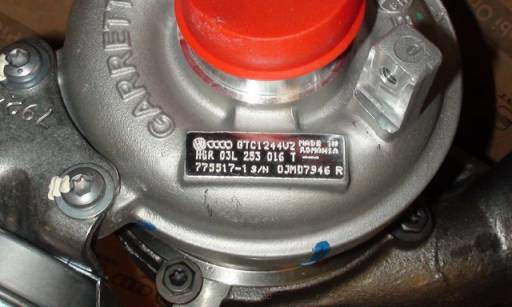 GARRETT
GTC1244VZ MADE IN
ROMANIA
HGR 03L 253 016 T
775517-1 S/N 0JM07946 R